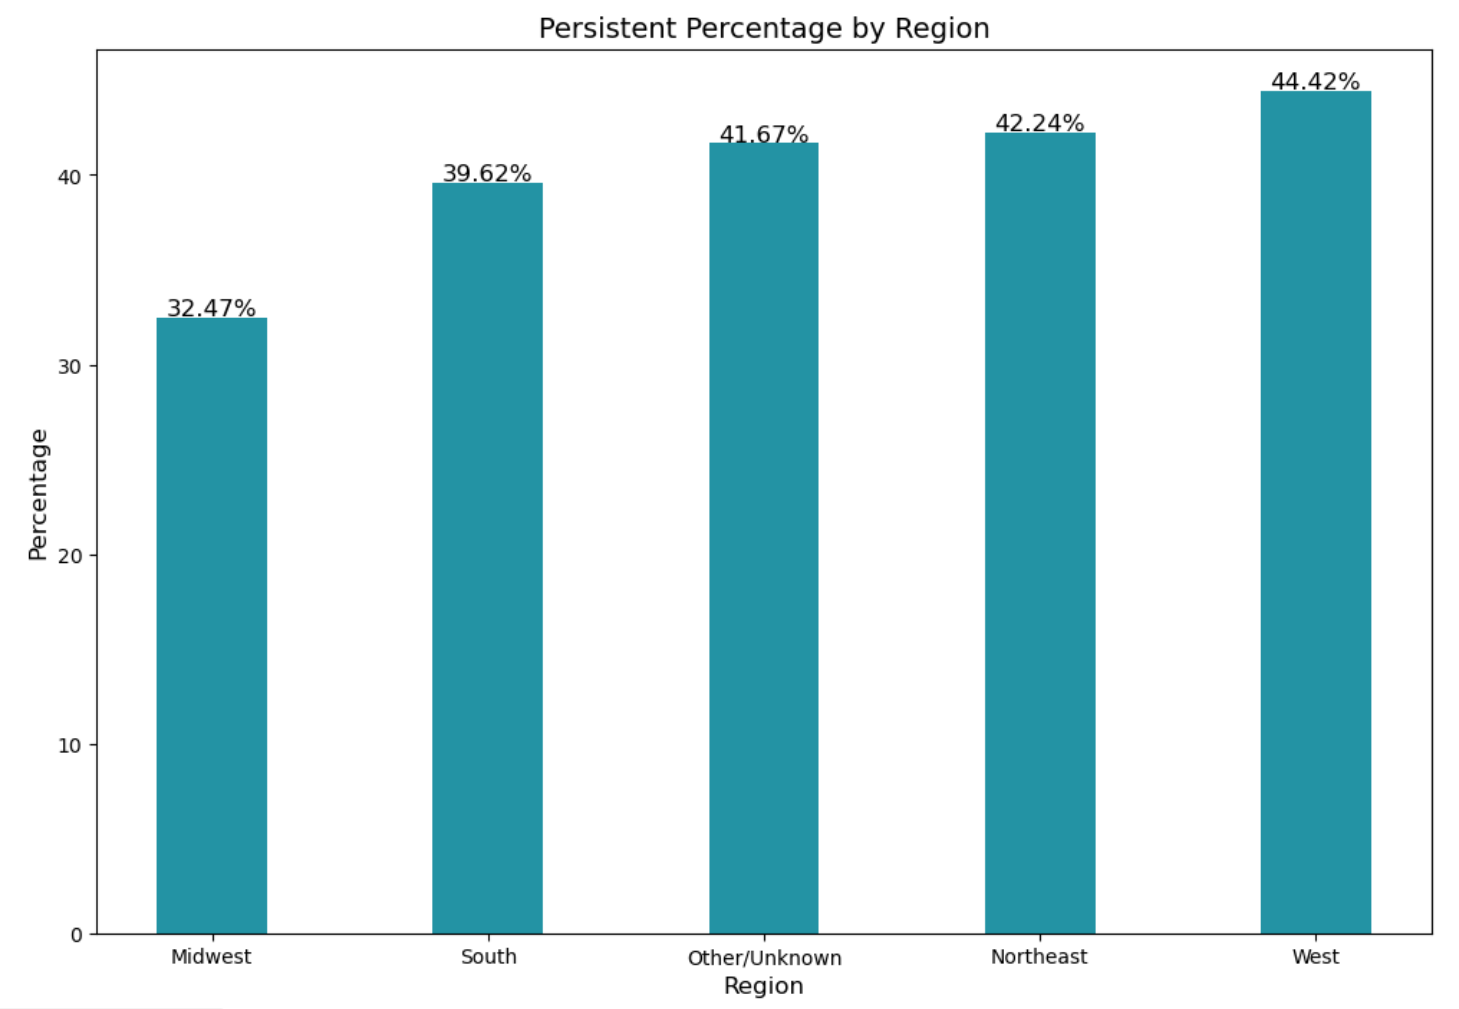 Persistent Percentage by Region
44.42%
42.24%
41.67%
39.62%
32.47%
40
30
20
10
0
Percentage
Midwest South Other/Unknown Northeast West
Region